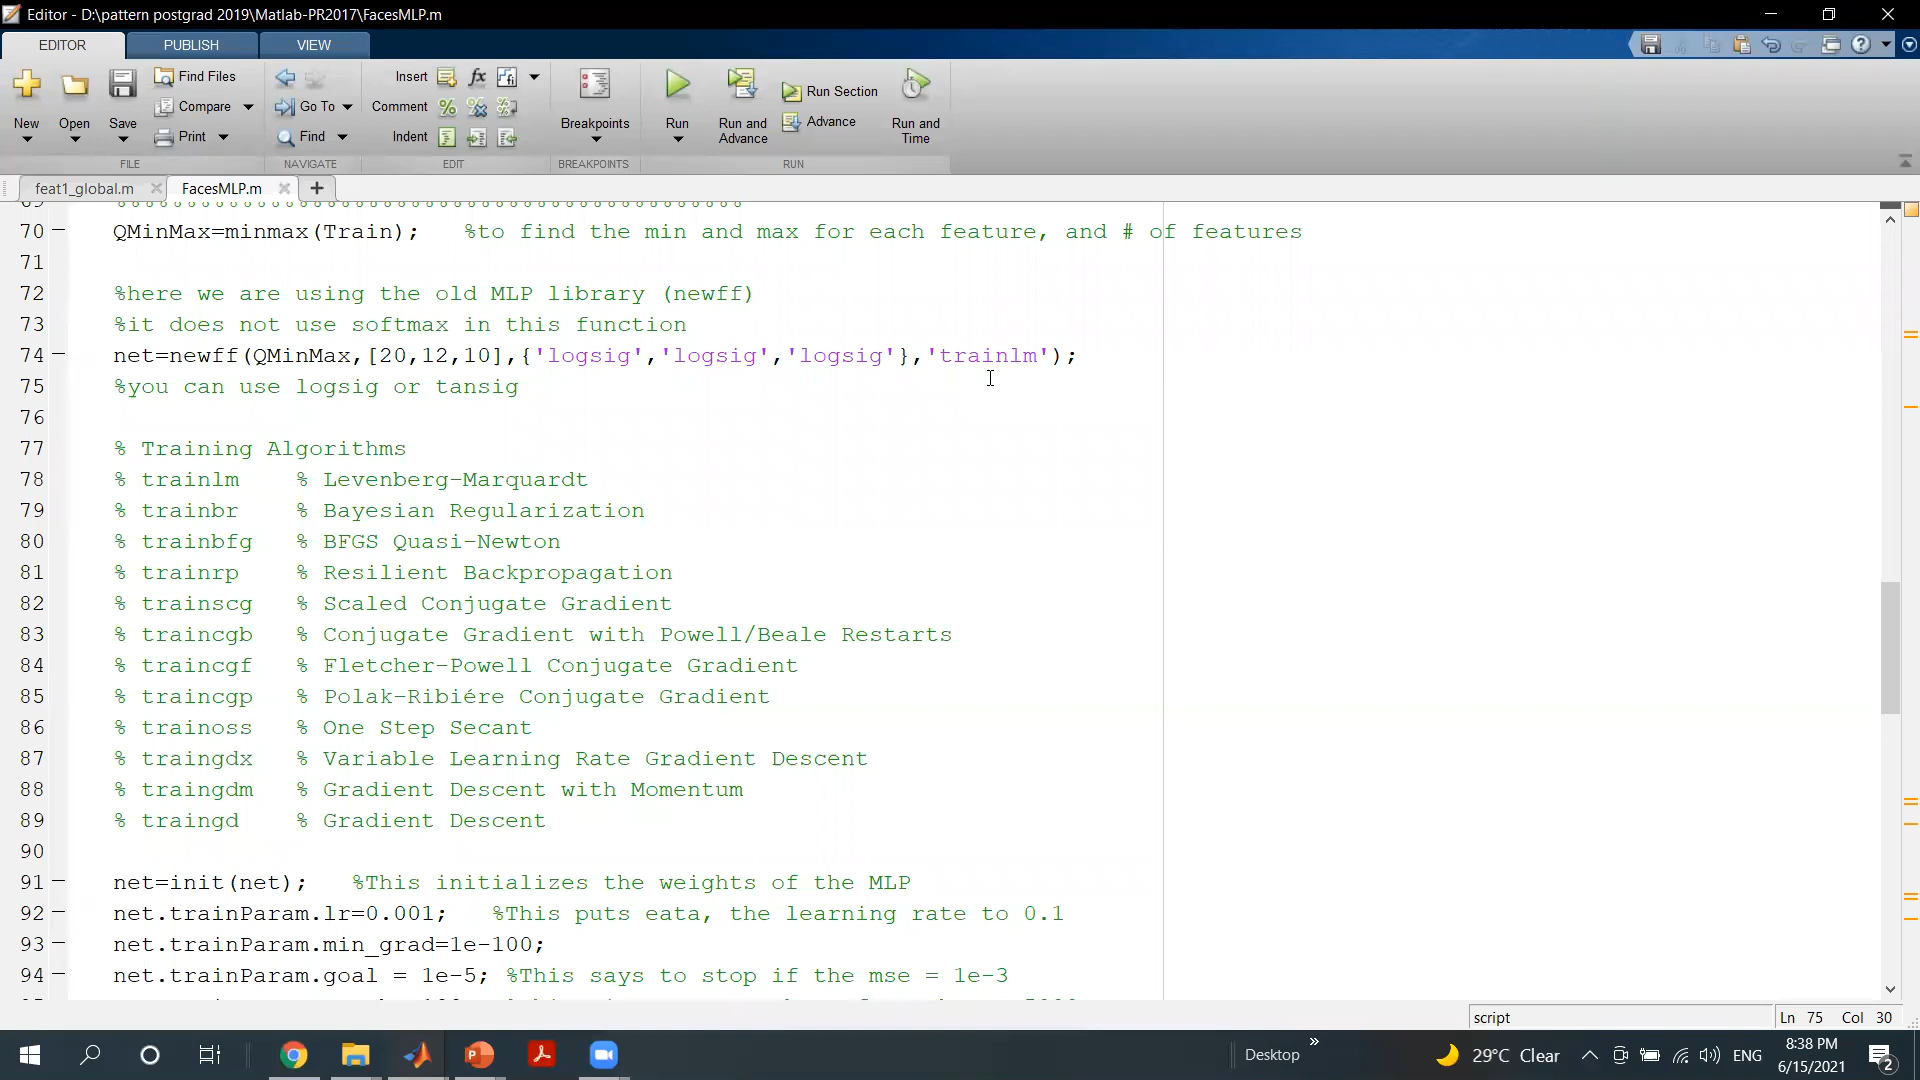 Editor - D:\pattern postgrad 2019\Matlab-PR2017\FacesMLP.m
EDITOR PUBLISH VIEW
New Open Save Find Files Compare Print
Go To Find
Insert Comment Indent
Breakpoints
Run Run and Advance Run Section Advance Run and Time
FILE NAVIGATE EDIT BREAKPOINTS RUN
feat1_global.m FacesMLP.m
70 QMinMax=minmax(Train); %to find the min and max for each feature, and # of features
71
72 %here we are using the old MLP library (newff)
73 %it does not use softmax in this function
74 net=newff(QMinMax,[20,12,10],{'logsig','logsig','logsig'},'trainlm');
75 %you can use logsig or tansig
76
77 % Training Algorithms
78 % trainlm % Levenberg-Marquardt
79 % trainbr % Bayesian Regularization
80 % trainbfg % BFGS Quasi-Newton
81 % trainrp % Resilient Backpropagation
82 % trainscg % Scaled Conjugate Gradient
83 % traincgb % Conjugate Gradient with Powell/Beale Restarts
84 % traincgf % Fletcher-Powell Conjugate Gradient
85 % traincgp % Polak-Ribiére Conjugate Gradient
86 % trainoss % One Step Secant
87 % traingdx % Variable Learning Rate Gradient Descent
88 % traingdm % Gradient Descent with Momentum
89 % traingd % Gradient Descent
90
91 net=init(net); %This initializes the weights of the MLP
92 net.trainParam.lr=0.001; %This puts eata, the learning rate to 0.1
93 net.trainParam.min_grad=1e-100;
94 net.trainParam.goal = 1e-5; %This says to stop if the mse = 1e-3
script Ln 75 Col 30
Desktop 29°C Clear ENG 8:38 PM
6/15/2021 2